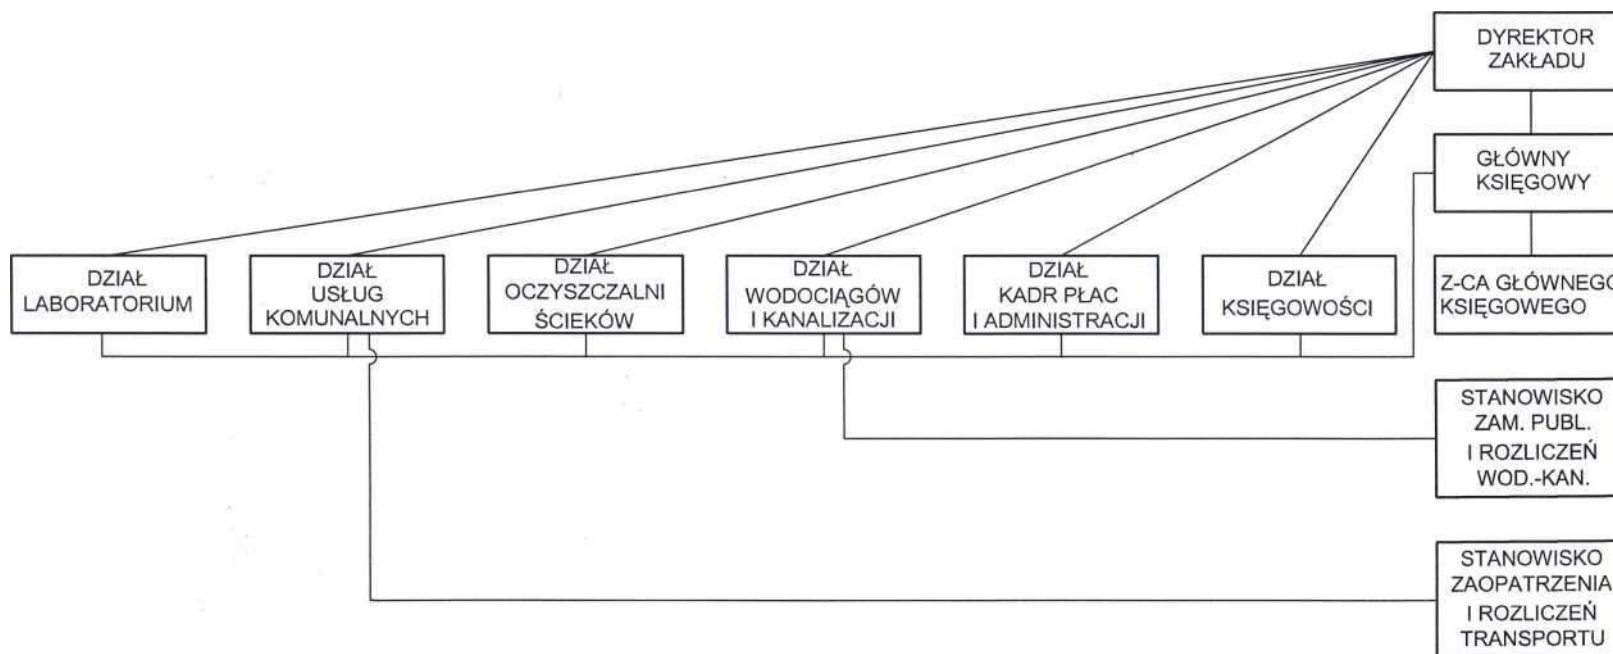 DYREKTOR
ZAKŁADU
GŁÓWNY
KSIĘGOWY
DZIAŁ
LABORATORIUM
DZIAŁ
USŁUG
KOMUNALNYCH
DZIAŁ
OCZYSZCZALNI
ŚCIEKÓW
DZIAŁ
WODOCIĄGÓW
I KANALIZACJI
DZIAŁ
KADR PŁAC
I ADMINISTRACJI
DZIAŁ
KSIĘGOWOŚCI
Z-CA GŁÓWNEGO
KSIĘGOWEGO
STANOWISKO
ZAM. PUBL.
I ROZLICZEŃ
WOD.-KAN.
STANOWISKO
ZAOPATRZENIA
I ROZLICZEŃ
TRANSPORTU